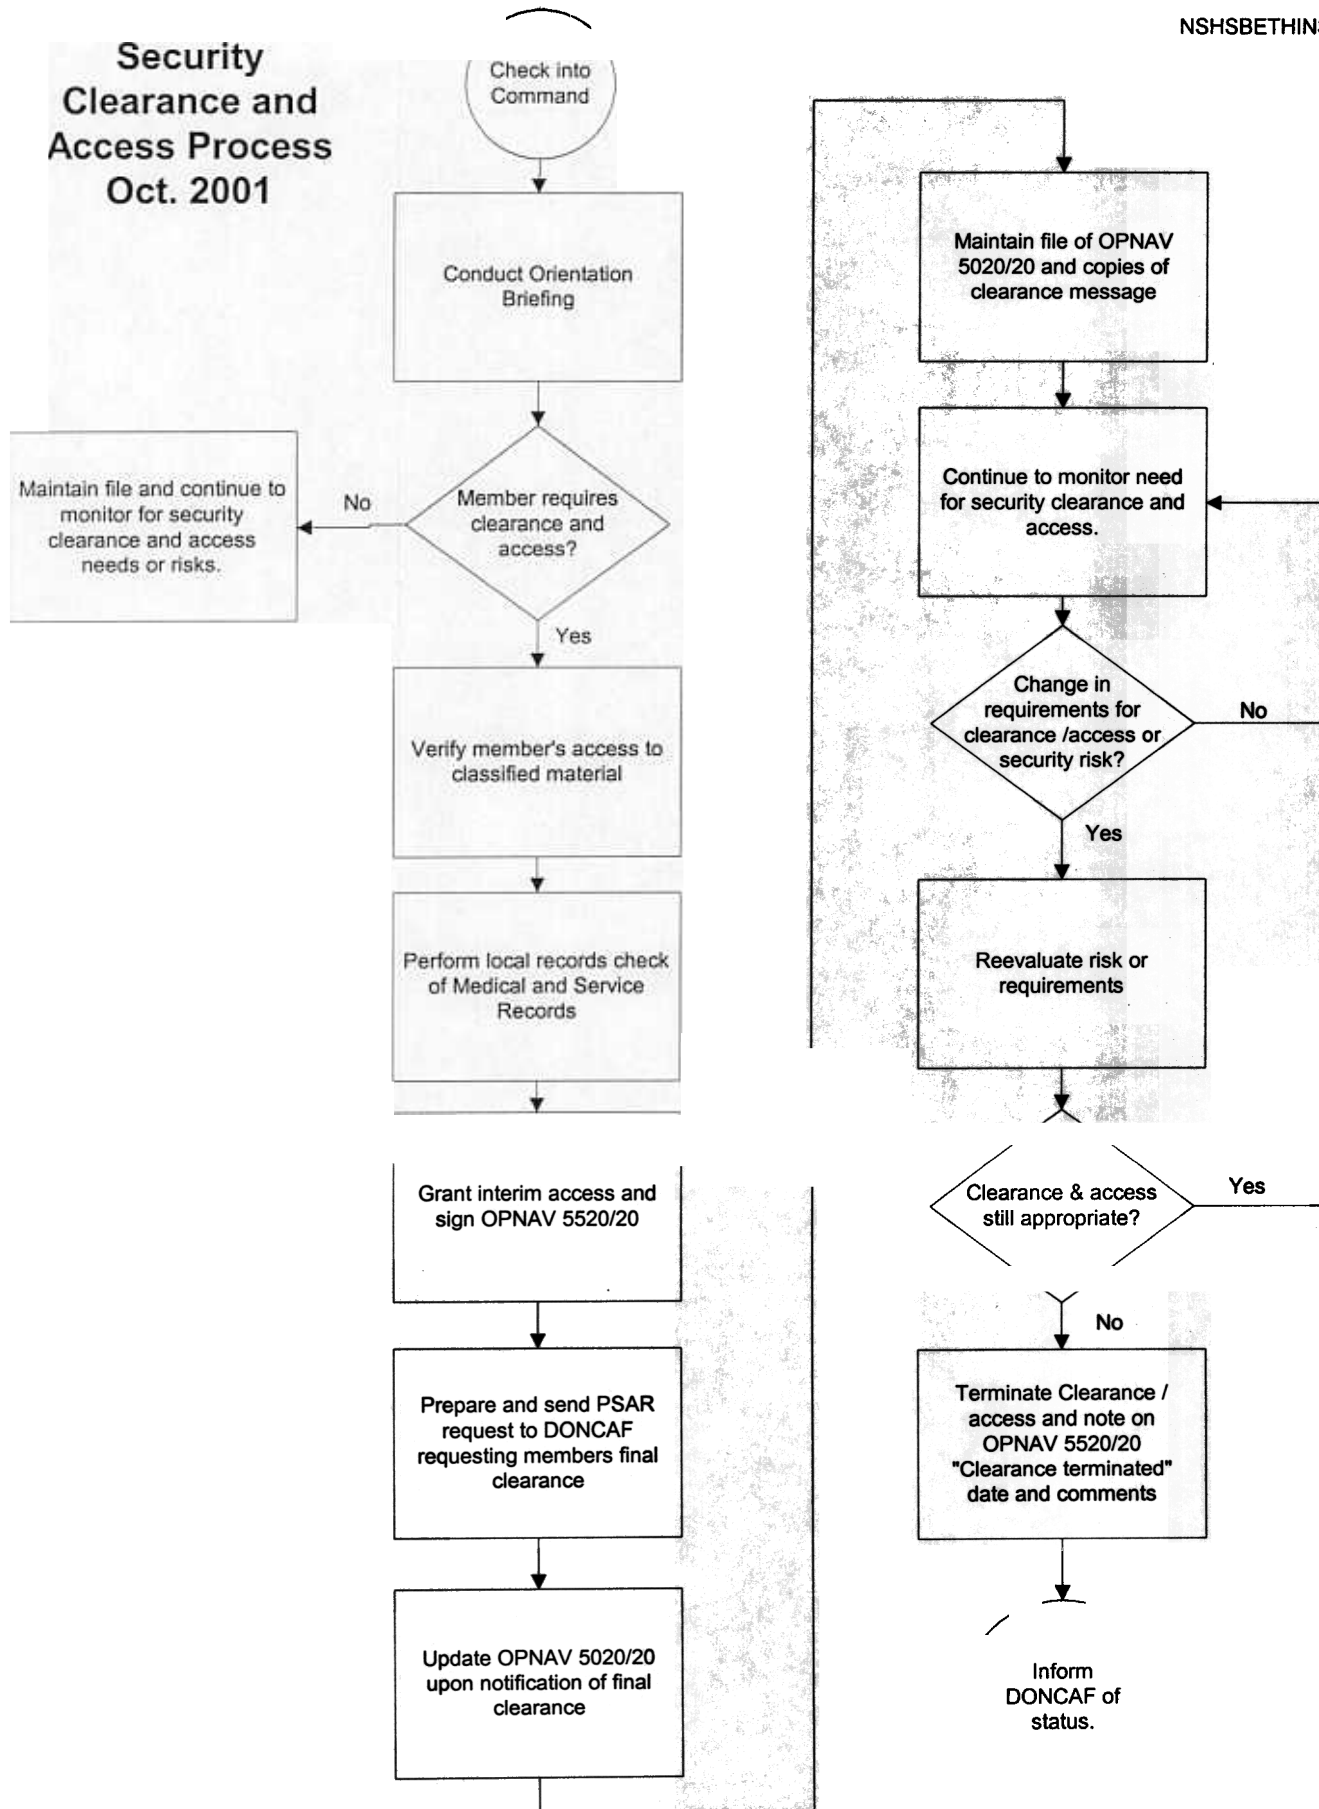 NSHSBETHIN
Security
Clearance and
Access Process
Oct. 2001
Check into
Command
Conduct Orientation
Briefing
Member requires
clearance and
access?
No
Maintain file and continue to
monitor for security
clearance and access
needs or risks.
Yes
Verify member's access to
classified material
Perform local records check
of Medical and Service
Records
Grant interim access and
sign OPNAV 5520/20
Prepare and send PSAR
request to DONCAF
requesting members final
clearance
Update OPNAV 5020/20
upon notification of final
clearance
Maintain file of OPNAV
5020/20 and copies of
clearance message
Continue to monitor need
for security clearance and
access.
Change in
requirements for
clearance /access or
security risk?
No
Yes
Reevaluate risk or
requirements
Clearance & access
still appropriate?
Yes
No
Terminate Clearance /
access and note on
OPNAV 5520/20
"Clearance terminated"
date and comments
Inform
DONCAF of
status.